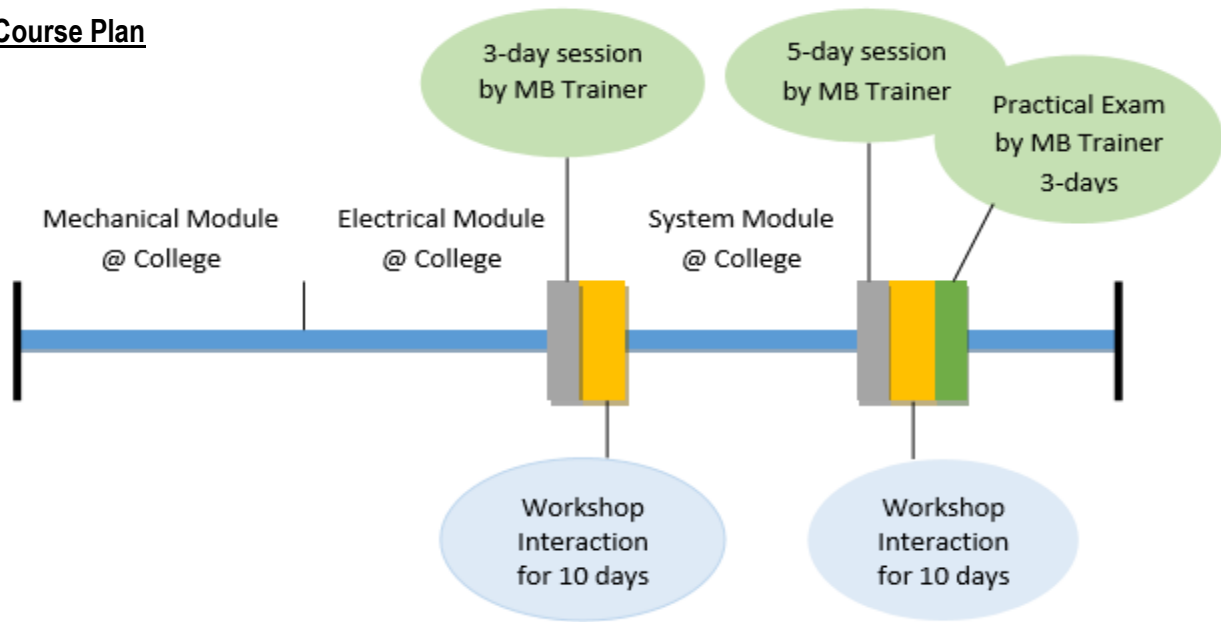 Course Plan
3-day session
by MB Trainer
5-day session
by MB Trainer
Practical Exam
by MB Trainer
3-days
Mechanical Module
@ College
Electrical Module
@ College
System Module
@ College
Workshop
Interaction
for 10 days
Workshop
Interaction
for 10 days